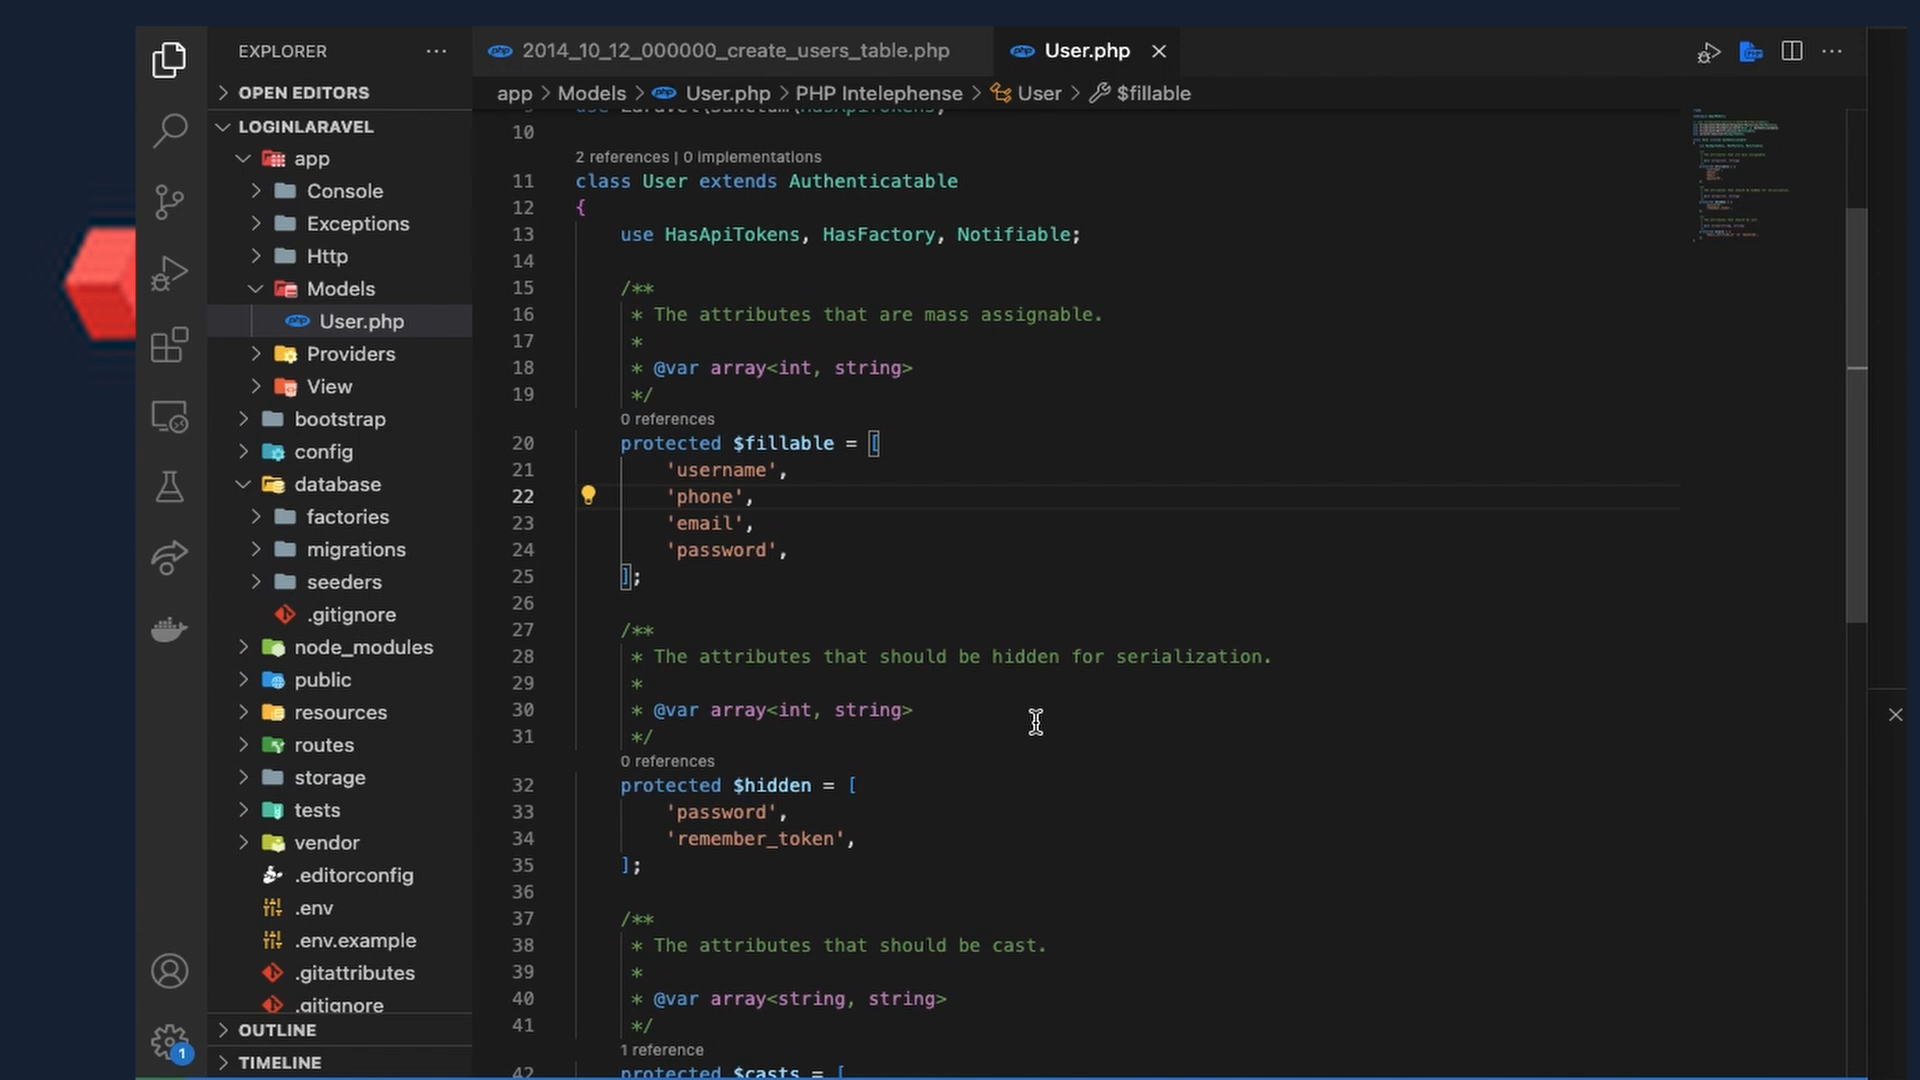 EXPLORER
OPEN EDITORS
LOGINLARAVEL
app
Console
Exceptions
Http
Models
User.php
Providers
View
bootstrap
config
database
factories
migrations
seeders
.gitignore
node_modules
public
resources
routes
storage
tests
vendor
.editorconfig
.env
.env.example
.gitattributes
.gitignore
OUTLINE
TIMELINE
1
2014_10_12_000000_create_users_table.php
User.php
app > Models > User.php > PHP Intelephense > User > $fillable
10
2 references | 0 implementations
11 class User extends Authenticatable
12 {
13 use HasApiTokens, HasFactory, Notifiable;
14
15 /**
16 * The attributes that are mass assignable.
17 *
18 * @var array<int, string>
19 */
0 references
20 protected $fillable = [
21 'username',
22 'phone',
23 'email',
24 'password',
25 ];
26
27 /**
28 * The attributes that should be hidden for serialization.
29 *
30 * @var array<int, string>
31 */
0 references
32 protected $hidden = [
33 'password',
34 'remember_token',
35 ];
36
37 /**
38 * The attributes that should be cast.
39 *
40 * @var array<string, string>
41 */
1 reference
42 protected $casts = [